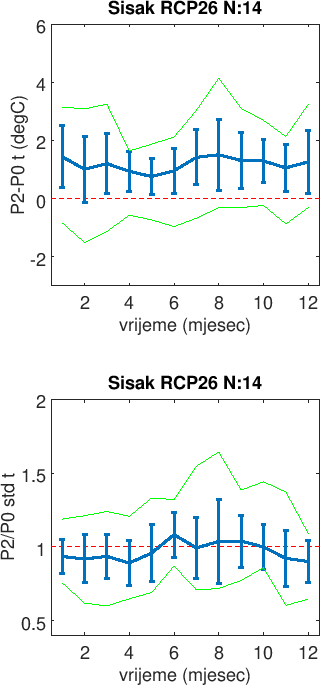 Sisak RCP26 N:14
6
4
2
0
-2
P2-P0 t (degC)
2 4 6 8 10 12
vrijeme (mjesec)
Sisak RCP26 N:14
2
1.5
1
0.5
P2/P0 std t
2 4 6 8 10 12
vrijeme (mjesec)